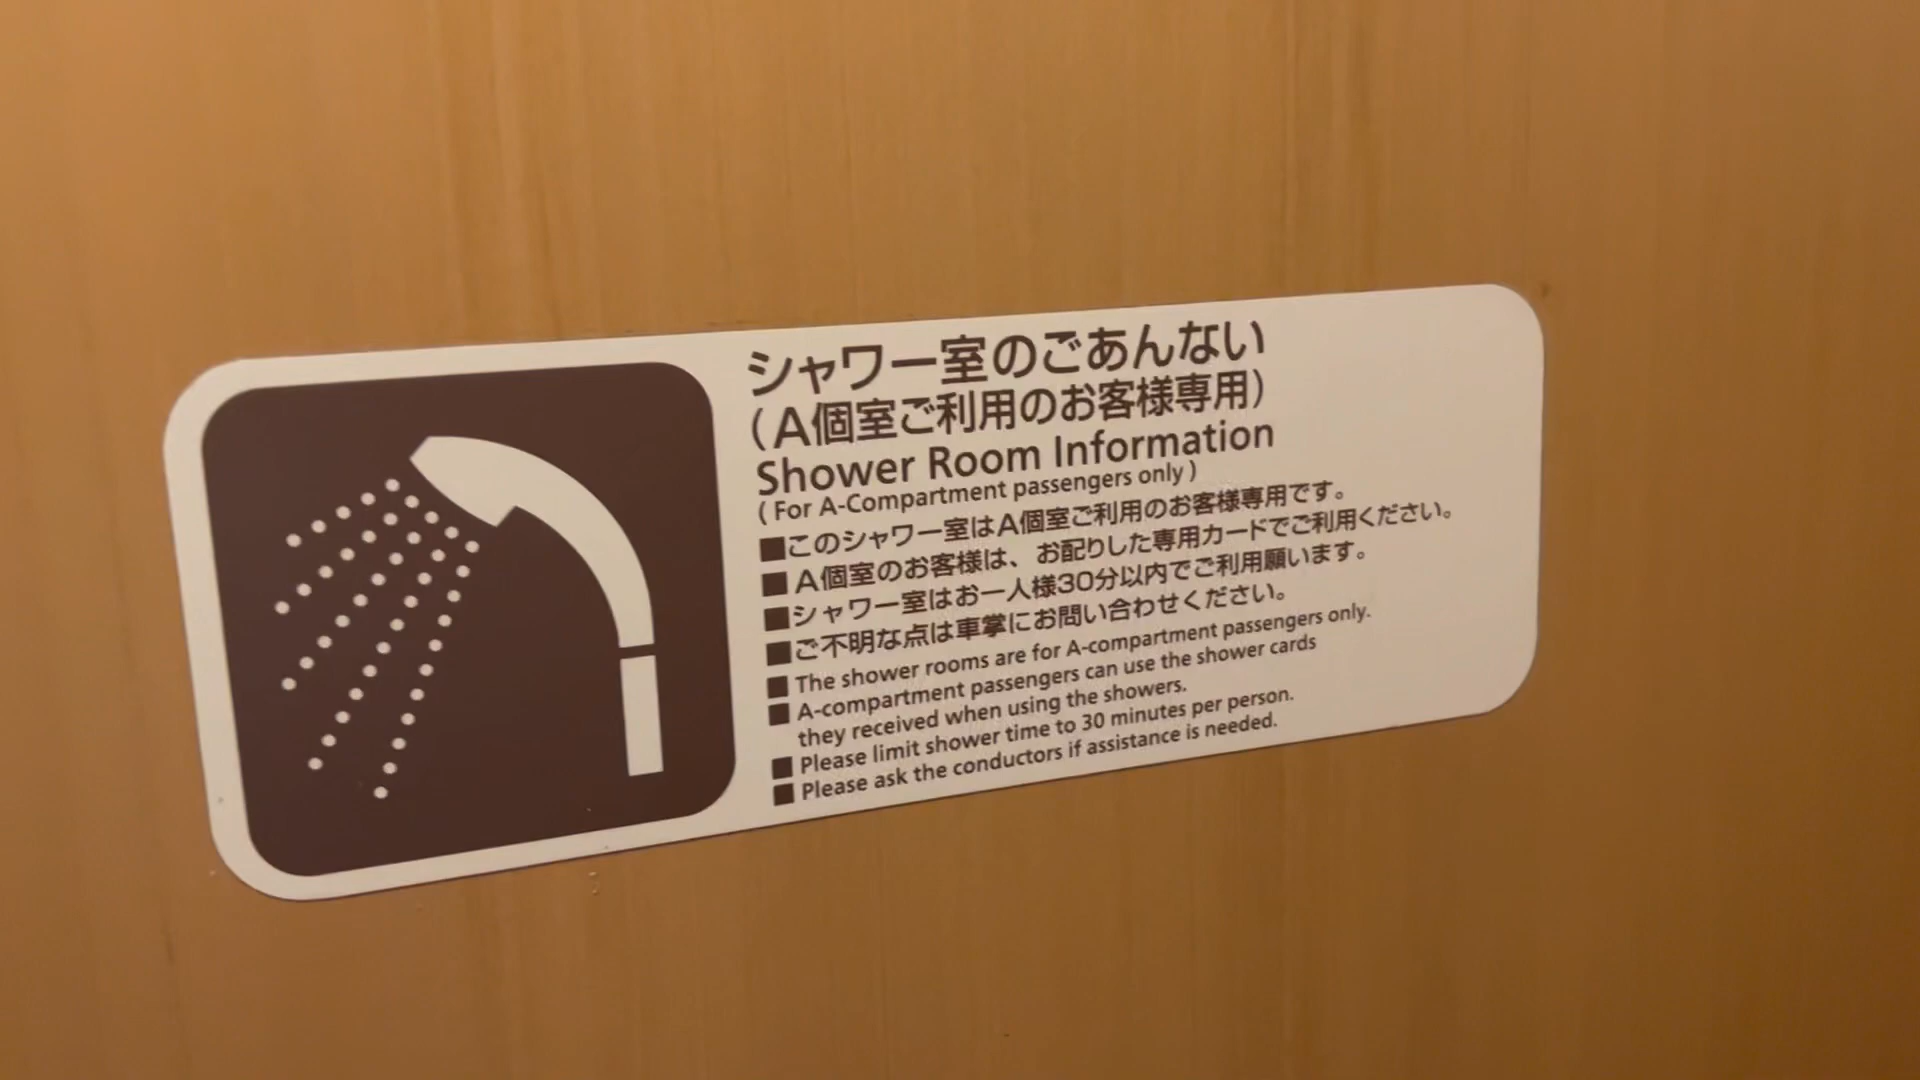 シャワー室のごあんない
（A個室ご利用のお客様専用）
Shower Room Information
( For A-Compartment passengers only )
■このシャワー室はA個室ご利用のお客様専用です。
■A個室のお客様は、お配りした専用カードでご利用ください。
■シャワー室はお一人様30分以内でご利用願います。
■ご不明な点は車掌にお問い合わせください。
■ The shower rooms are for A-compartment passengers only.
■ A-compartment passengers can use the shower cards
they received when using the showers.
■ Please limit shower time to 30 minutes per person.
■ Please ask the conductors if assistance is needed.